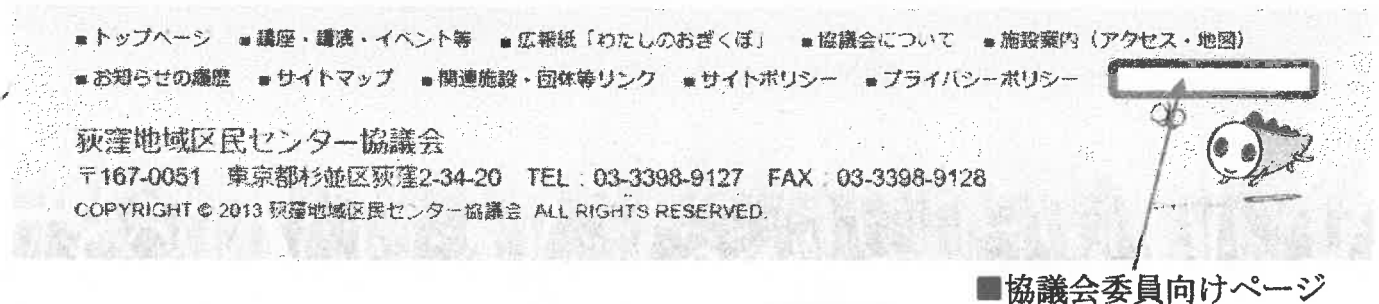 ■トップページ ■講座・講演・イベント等 ■広報紙「わたしのおぎくぼ」 ■協議会について ■施設案内（アクセス・地図）
■お知らせの履歴 ■サイトマップ ■関連施設・団体等リンク ■サイトポリシー ■プライバシーポリシー
荻窪地域区民センター協議会
〒167-0051 東京都杉並区荻窪2-34-20 TEL：03-3398-9127 FAX：03-3398-9128
COPYRIGHT © 2013 荻窪地域区民センター協議会 ALL RIGHTS RESERVED.
■協議会委員向けページ